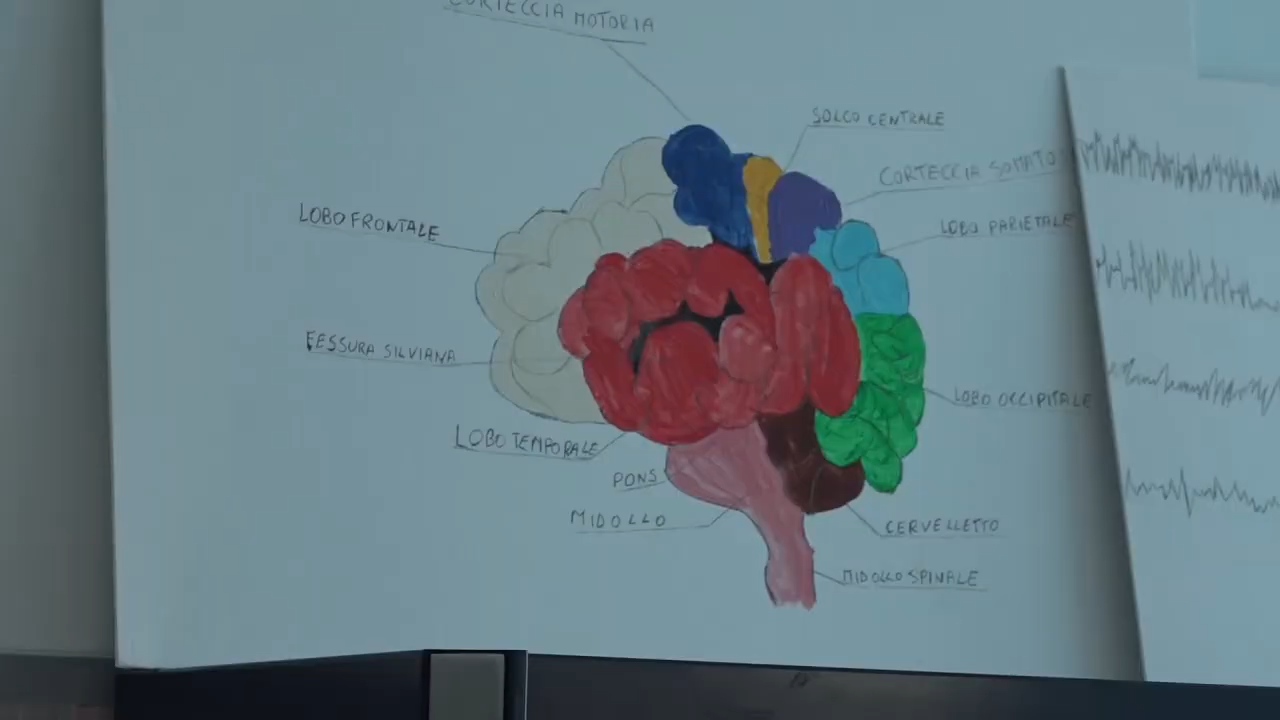 CORTECCIA MOTORIA
SOLCO CENTRALE
CORTECCIA SOMATO
LOBO FRONTALE
LOBO PARIETALE
FESSURA SILVIANA
LOBO OCCIPITALE
LOBO TEMPORALE
PONS
MIDOLLO
CERVELLETTO
MIDOLLO SPINALE